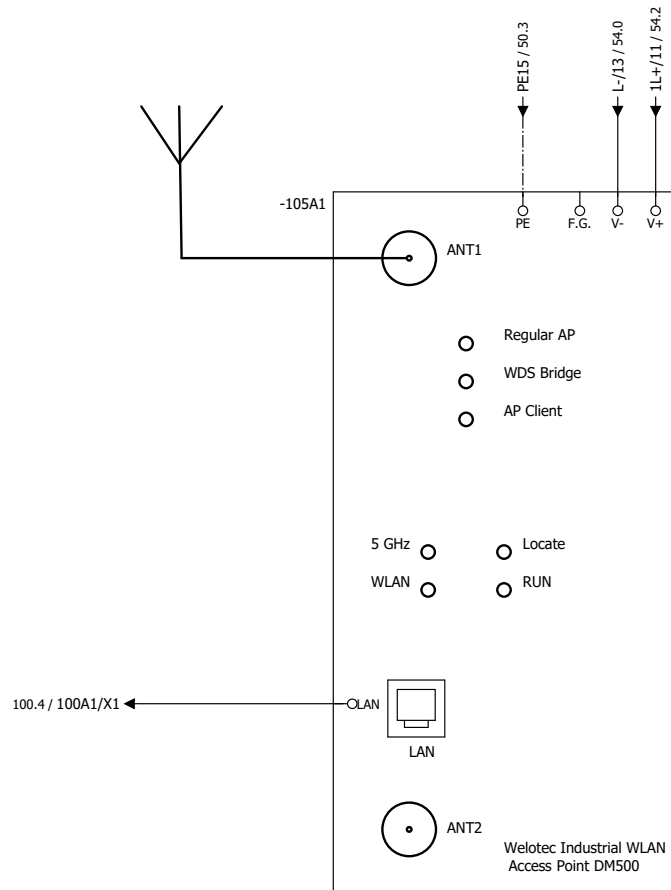 PE15 / 50.3
L-/13 / 54.0
1L+/11 / 54.2
-105A1
PE
F.G.
V-
V+
ANT1
Regular AP
WDS Bridge
AP Client
5 GHz
Locate
WLAN
RUN
100.4 / 100A1/X1
LAN
LAN
ANT2
Welotec Industrial WLAN
Access Point DM500